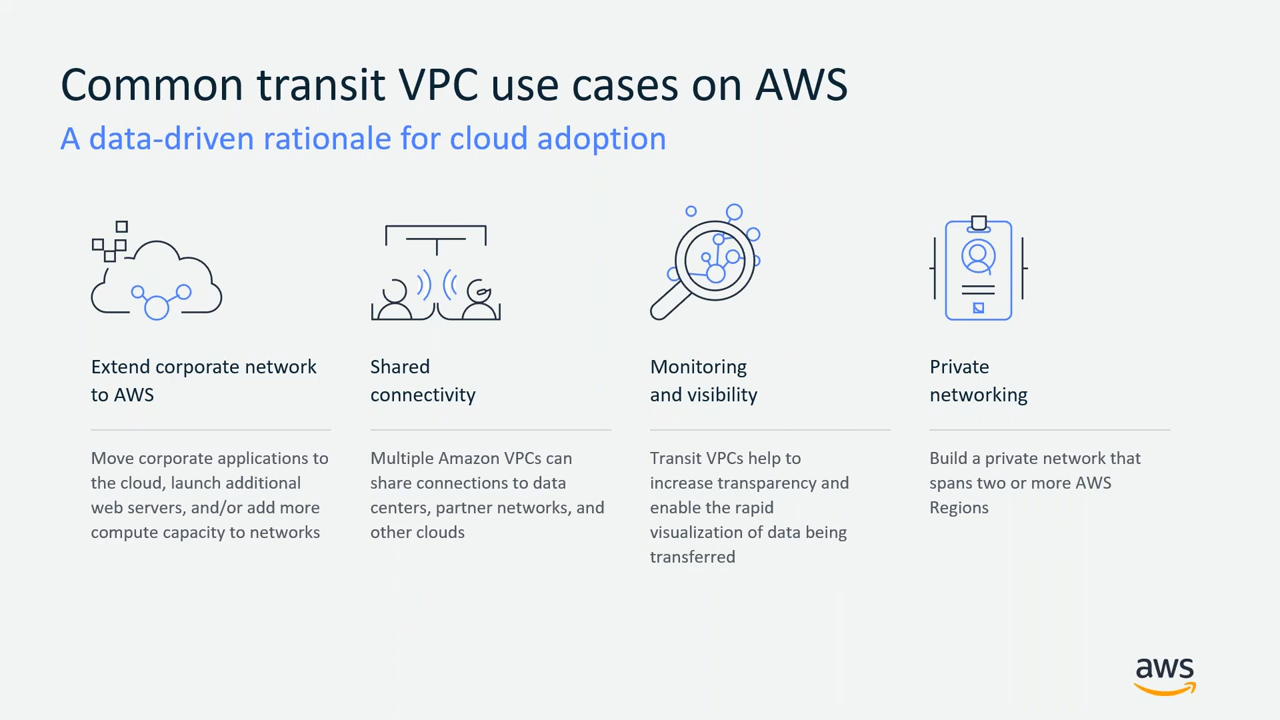 Common transit VPC use cases on AWS
A data-driven rationale for cloud adoption
Extend corporate network
to AWS
Move corporate applications to
the cloud, launch additional
web servers, and/or add more
compute capacity to networks
Shared
connectivity
Multiple Amazon VPCs can
share connections to data
centers, partner networks, and
other clouds
Monitoring
and visibility
Transit VPCs help to
increase transparency and
enable the rapid
visualization of data being
transferred
Private
networking
Build a private network that
spans two or more AWS
Regions
aws